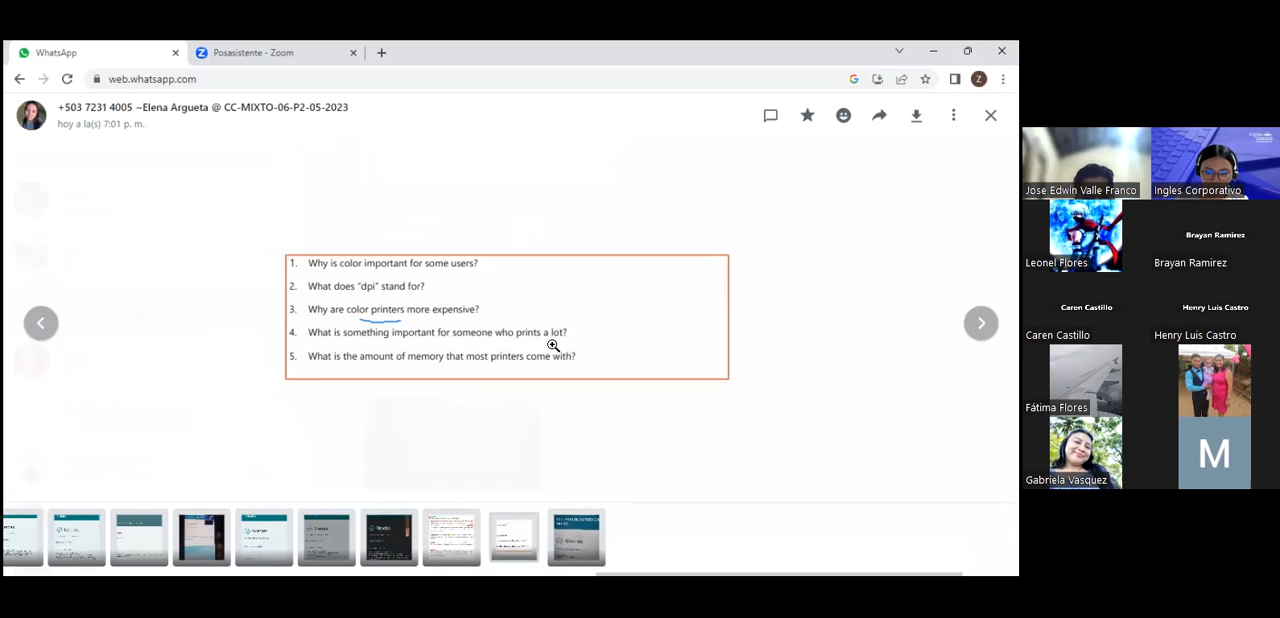 WhatsApp
Posasistente - Zoom
web.whatsapp.com
+503 7231 4005 ~Elena Argueta @ CC-MIXTO-06-P2-05-2023
hoy a la(s) 7:01 p. m.
1. Why is color important for some users?
2. What does "dpi" stand for?
3. Why are color printers more expensive?
4. What is something important for someone who prints a lot?
5. What is the amount of memory that most printers come with?
Jose Edwin Valle Franco
Ingles Corporativo
Leonel Flores
Brayan Ramirez
Brayan Ramirez
Caren Castillo
Henry Luis Castro
Caren Castillo
Henry Luis Castro
Fátima Flores
Gabriela Vasquez
M
Z